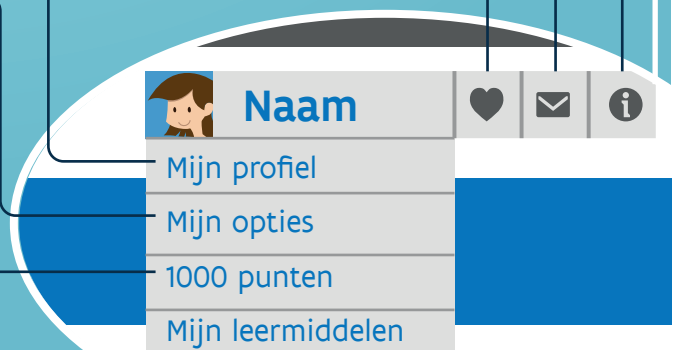 Naam
Mijn profiel
Mijn opties
1000 punten
Mijn leermiddelen